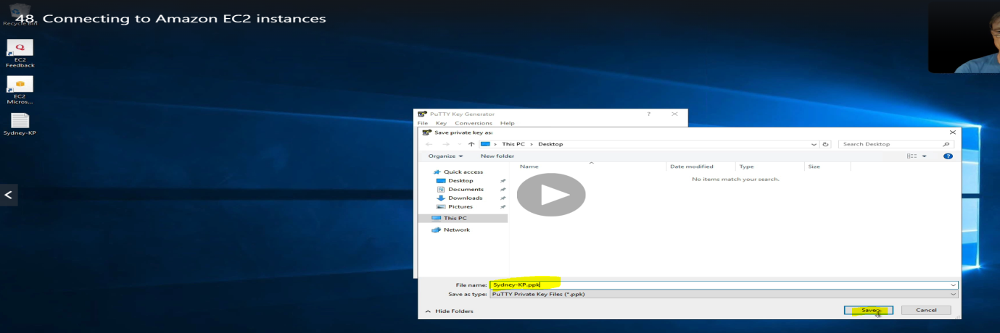 48. Connecting to Amazon EC2 instances
Recycle Bin
EC2
Feedback
EC2
Micros...
Sydney-KP
PuTTY Key Generator
?
File Key Conversions Help
Save private key as:
This PC > Desktop
Search Desktop
Organize
New folder
?
Name
Date modified
Type
Size
No items match your search.
Quick access
Desktop
Documents
Downloads
Pictures
This PC
Network
File name: Sydney-KP.ppk
Save as type: PuTTY Private Key Files (*.ppk)
Hide Folders
Save
Cancel